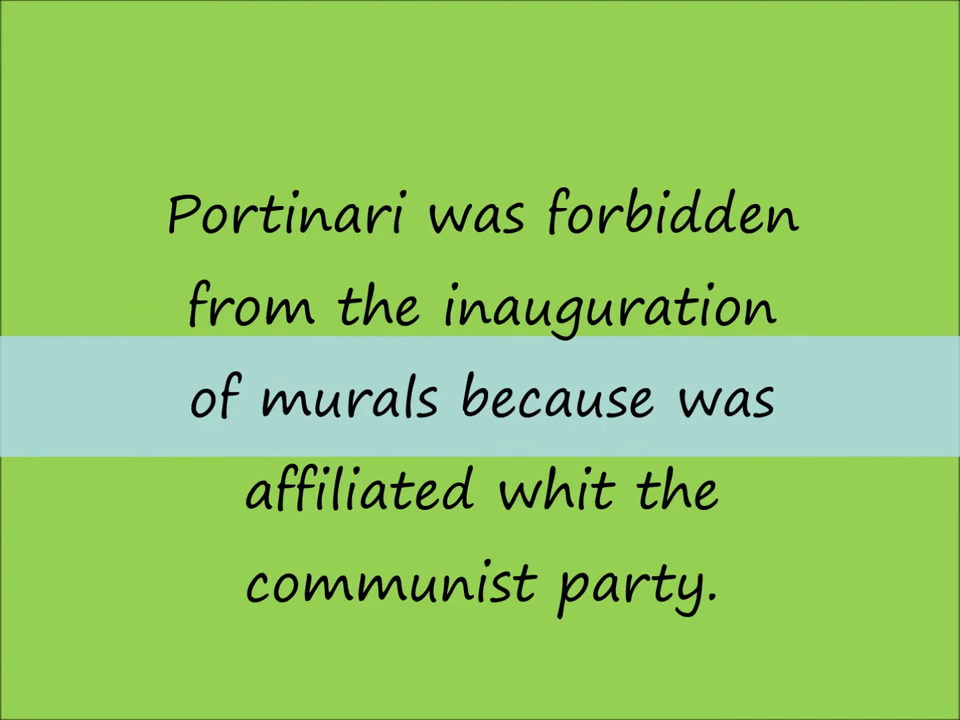 Portinari was forbidden
from the inauguration
of murals because was
affiliated whit the
communist party.